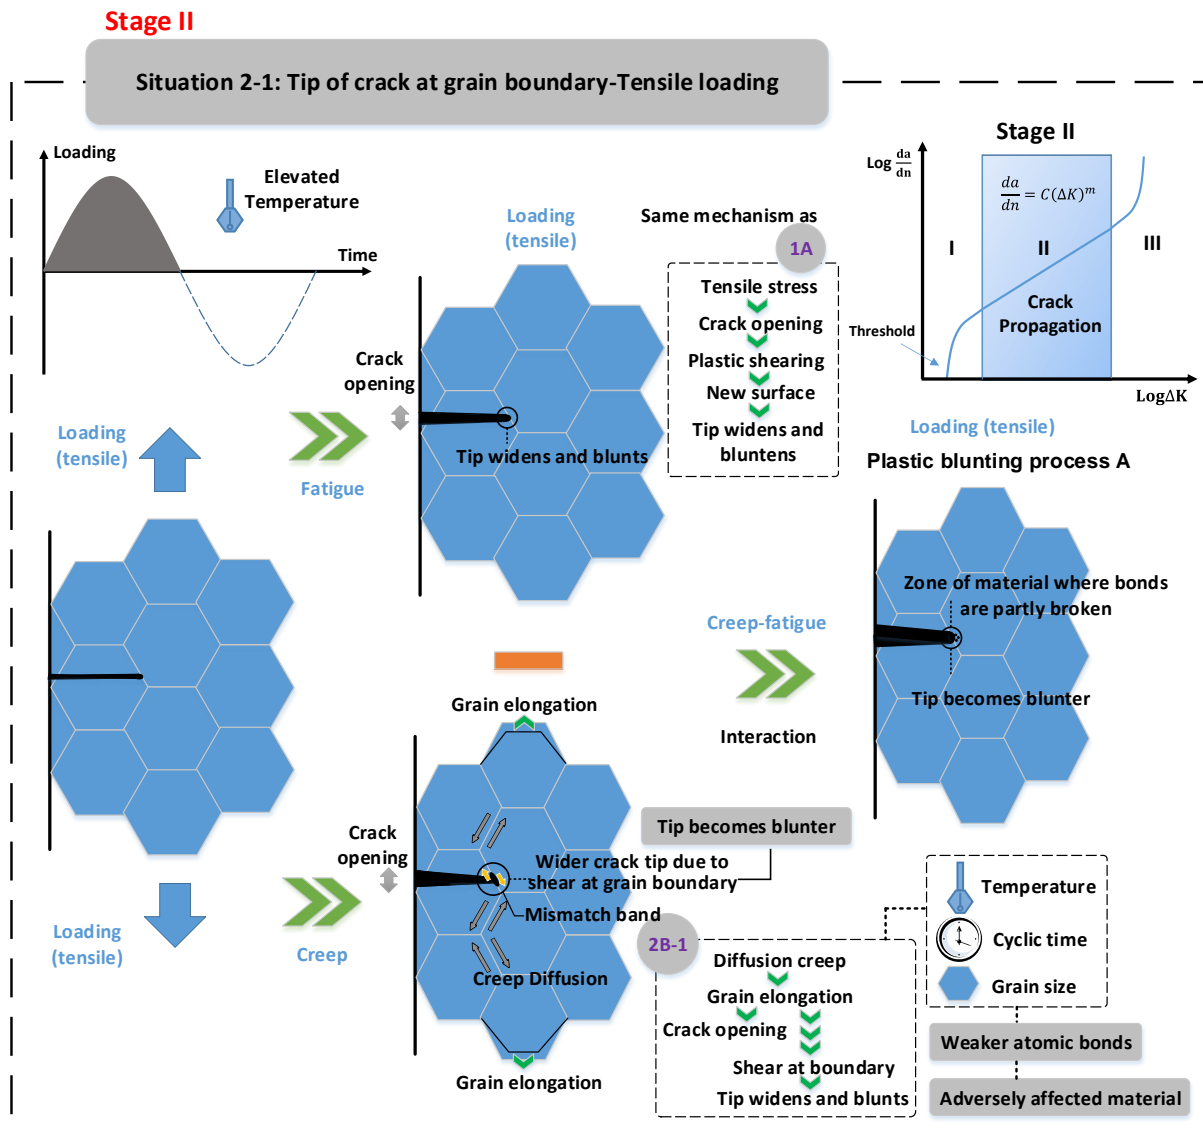 Stage II
Situation 2-1: Tip of crack at grain boundary-Tensile loading
Loading
Elevated
Temperature
Time
Loading
(tensile)
Same mechanism as
1A
Tensile stress
Crack opening
Plastic shearing
New surface
Tip widens and
bluntens
Stage II
Log da/dn
da/dn = C(ΔK)^m
I
II
III
Crack
Propagation
Threshold
LogΔK
Crack
opening
Tip widens and blunts
Loading
(tensile)
Fatigue
Loading (tensile)
Plastic blunting process A
Zone of material where bonds
are partly broken
Tip becomes blunter
Creep-fatigue
Interaction
Grain elongation
Crack
opening
Tip becomes blunter
Wider crack tip due to
shear at grain boundary
Mismatch band
Creep Diffusion
Grain elongation
Loading
(tensile)
Creep
2B-1
Diffusion creep
Grain elongation
Crack opening
Shear at boundary
Tip widens and blunts
Temperature
Cyclic time
Grain size
Weaker atomic bonds
Adversely affected material